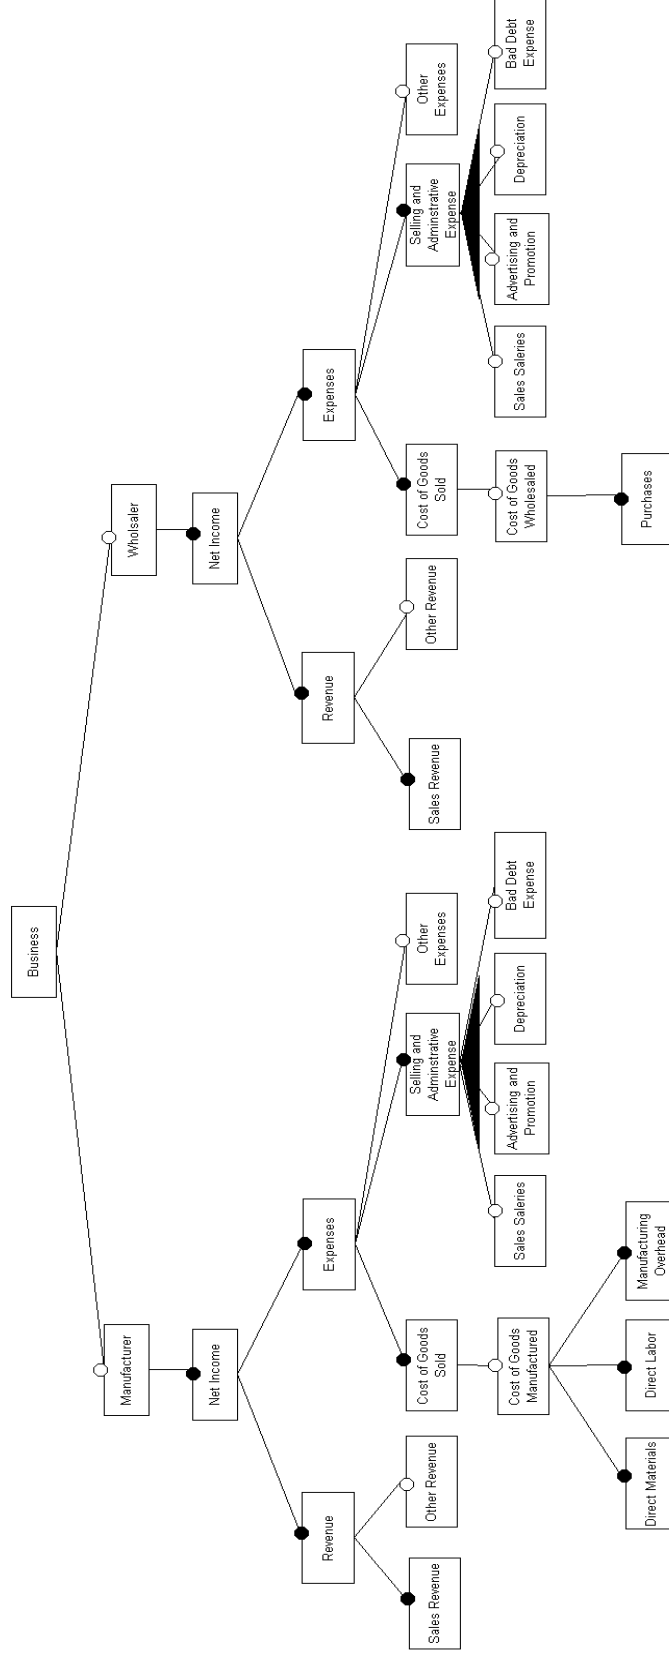 Business
Manufacturer
Wholsaler
Net Income
Net Income
Revenue
Expenses
Revenue
Expenses
Sales Revenue
Other Revenue
Cost of Goods
Sold
Selling and
Adminstrative
Expense
Other
Expenses
Sales Revenue
Other Revenue
Cost of Goods
Sold
Selling and
Adminstrative
Expense
Other
Expenses
Cost of Goods
Manufactured
Sales Saleries
Advertising and
Promotion
Depreciation
Bad Debt
Expense
Cost of Goods
Wholesaled
Sales Saleries
Advertising and
Promotion
Depreciation
Bad Debt
Expense
Direct Materials
Direct Labor
Manufacturing
Overhead
Purchases